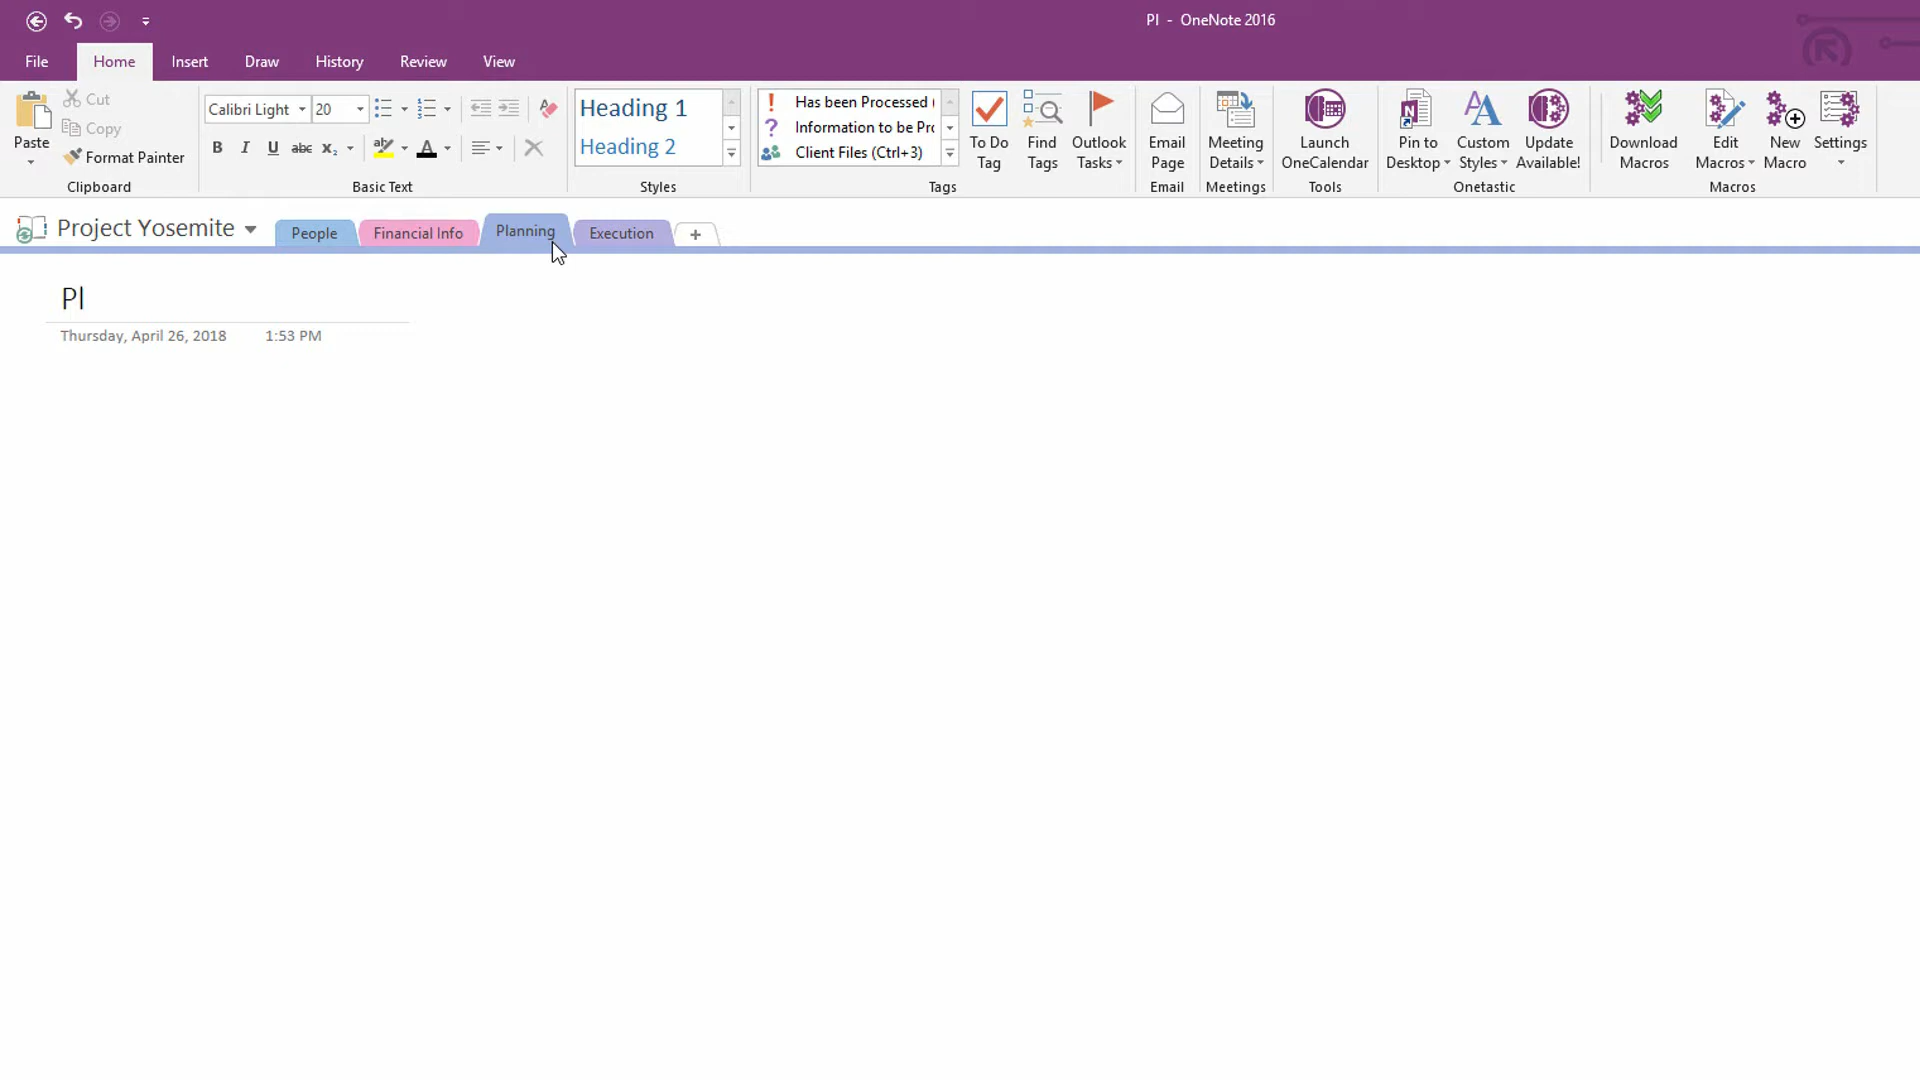 Pl - OneNote 2016
File Home Insert Draw History Review View
Paste
Cut
Copy
Format Painter
Clipboard
Calibri Light 20
B I U abc x₂ ab A
Basic Text
Heading 1
Heading 2
Styles
Has been Processed (
Information to be Pro
Client Files (Ctrl+3)
Tags
To Do Tag
Find Tags
Outlook Tasks
Email Page
Email
Meeting Details
Meetings
Launch OneCalendar
Tools
Pin to Desktop
Custom Styles
Update Available!
Onetastic
Download Macros
Edit Macros
New Macro
Settings
Macros
Project Yosemite People Financial Info Planning Execution +
Pl
Thursday, April 26, 2018 1:53 PM